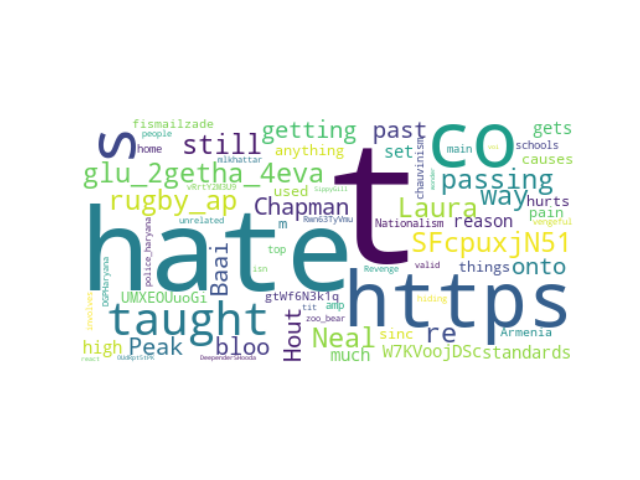 fismailzade
people
home
still
mlkhattar
getting
anything
past
set
co
main
gets
schools
causes
s
glu_2getha_4eva
vRrtY2M3U9
used
SippyGill
chauvinism
passing
rugby_ap
Chapman
Laura
way
hurts
pain
unrelated
m
Rwn63TyVmu
Nationalism
reason
hate
t
SFcpuxjN51
police_haryana
DGPHaryana
Baai
top
isn
valid
things
onto
https
Revenge
UMXEOUuoGi
gtWf6N3k1q
hiding
vengeful
involves
taught
tit
amp
zoo_bear
Hout
Neal
sinc
re
Armenia
high
Peak
bloo
much
W7KVoojDSc
standards
react
DeependerSHooda